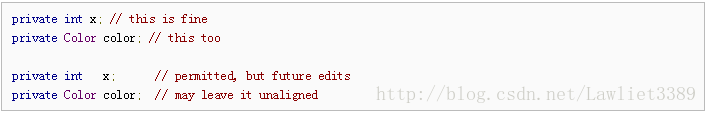 private int x; // this is fine
private Color color; // this too

private int   x;      // permitted, but future edits
private Color color;  // may leave it unaligned
http://blog.csdn.net/Lawliet3389